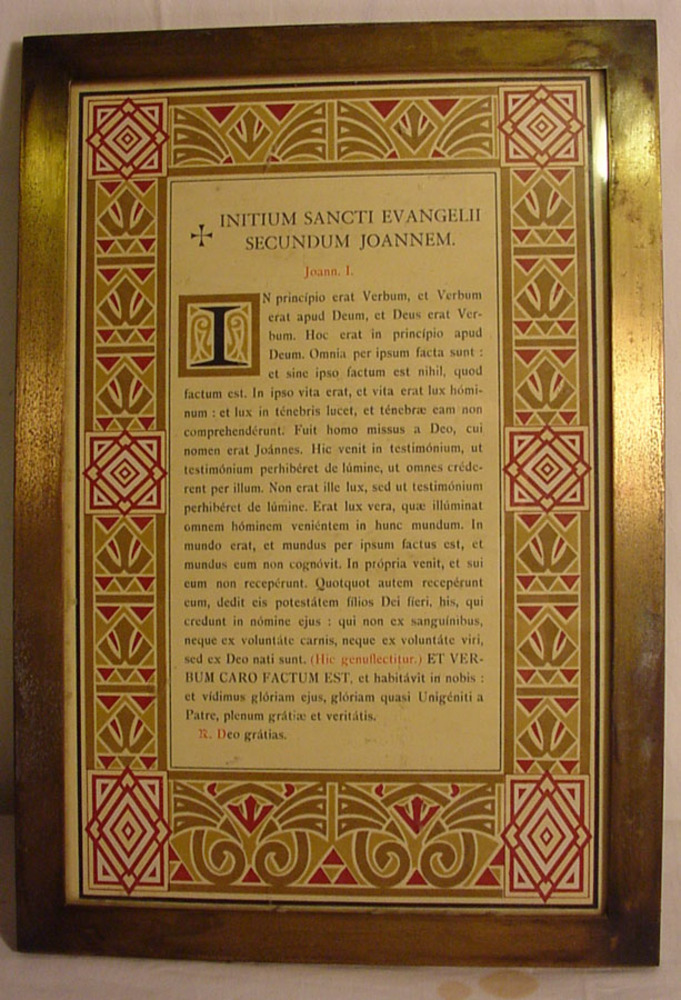 ✠ INITIUM SANCTI EVANGELII
SECUNDUM JOANNEM.
Joann. I.
IN princípio erat Verbum, et Verbum
erat apud Deum, et Deus erat Ver-
bum. Hoc erat in princípio apud
Deum. Omnia per ipsum facta sunt :
et sine ipso factum est nihil, quod
factum est. In ipso vita erat, et vita erat lux hómi-
num : et lux in ténebris lucet, et ténebræ eam non
comprehendérunt. Fuit homo missus a Deo, cui
nomen erat Joánnes. Hic venit in testimónium, ut
testimónium perhibéret de lúmine, ut omnes créde-
rent per illum. Non erat ille lux, sed ut testimónium
perhibéret de lúmine. Erat lux vera, quæ illúminat
omnem hóminem veniéntem in hunc mundum. In
mundo erat, et mundus per ipsum factus est, et
mundus eum non cognóvit. In própria venit, et sui
eum non recepérunt. Quotquot autem recepérunt
eum, dedit eis potestátem fílios Dei fíeri, his, qui
credunt in nómine ejus : qui non ex sanguínibus,
neque ex voluntáte carnis, neque ex voluntáte viri,
sed ex Deo nati sunt. (Hic genuflectitur.) ET VER-
BUM CARO FACTUM EST, et habitávit in nobis :
et vídimus glóriam ejus, glóriam quasi Unigéniti a
Patre, plenum grátiæ et veritátis.
℟. Deo grátias.